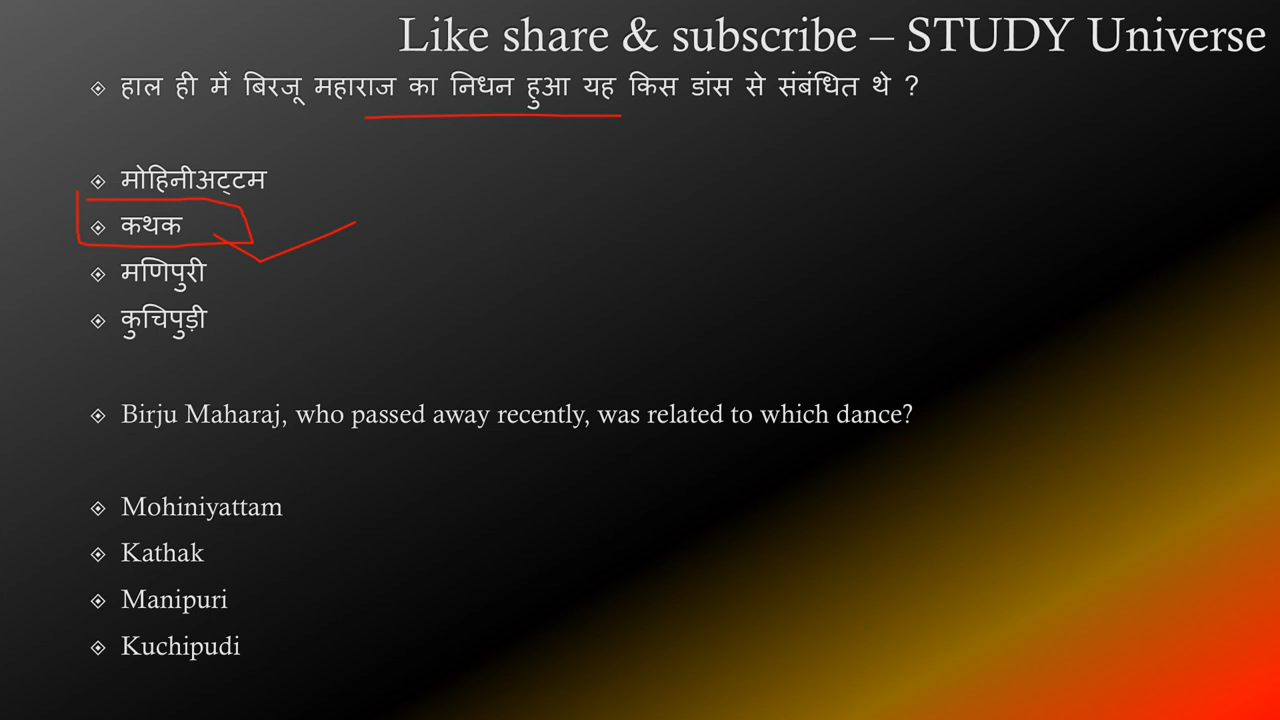 Like share & subscribe – STUDY Universe
हाल ही में बिरजू महाराज का निधन हुआ यह किस डांस से संबंधित थे ?
मोहिनीअट्टम
कथक
मणिपुरी
कुचिपुड़ी
Birju Maharaj, who passed away recently, was related to which dance?
Mohiniyattam
Kathak
Manipuri
Kuchipudi